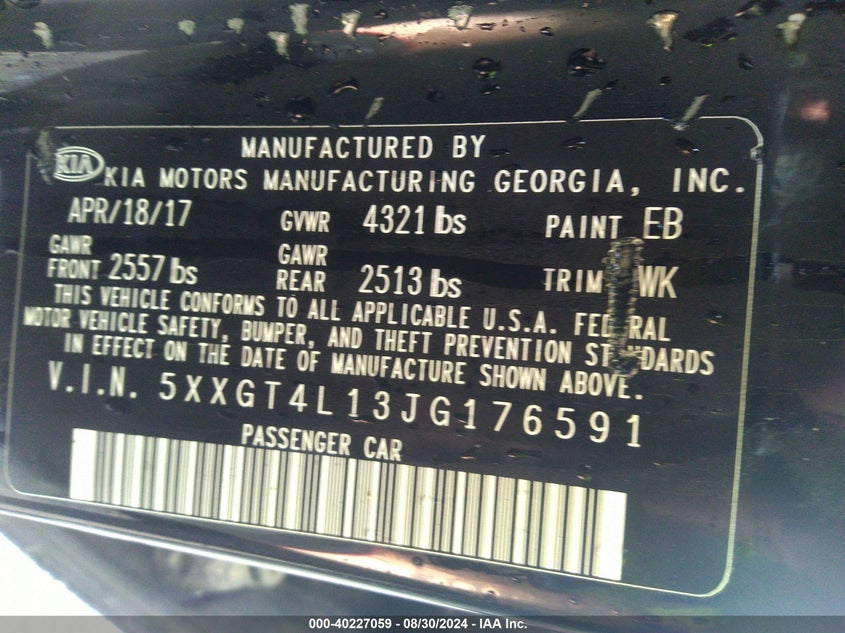 MANUFACTURED BY
KIA KIA MOTORS MANUFACTURING GEORGIA, INC.
APR/18/17 GVWR 4321 lbs PAINT EB
GAWR FRONT 2557 lbs GAWR REAR 2513 lbs TRIM WK
THIS VEHICLE CONFORMS TO ALL APPLICABLE U.S.A. FEDERAL
MOTOR VEHICLE SAFETY, BUMPER, AND THEFT PREVENTION STANDARDS
IN EFFECT ON THE DATE OF MANUFACTURE SHOWN ABOVE.
V.I.N. 5XXGT4L13JG176591
PASSENGER CAR
000-40227059 - 08/30/2024 - IAA Inc.